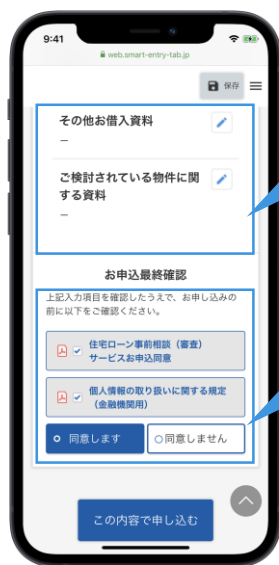 9:41
web.smart-entry-tab.jp
保存
その他お借入資料
–
ご検討されている物件に関
する資料
–
お申込最終確認
上記入力項目を確認したうえで、お申し込みの
前に以下をご確認ください。
住宅ローン事前相談（審査）
サービスお申込同意
個人情報の取り扱いに関する規定
（金融機関用）
同意します
同意しません
この内容で申し込む